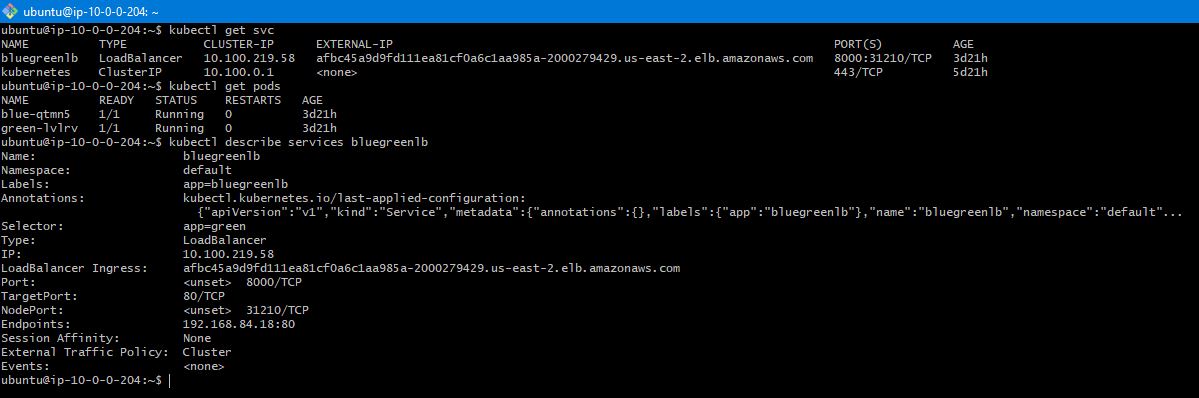 ubuntu@ip-10-0-0-204: ~
ubuntu@ip-10-0-0-204:~$ kubectl get svc
NAME          TYPE           CLUSTER-IP      EXTERNAL-IP                                                               PORT(S)          AGE
bluegreenlb   LoadBalancer   10.100.219.58   afbc45a9d9fd111ea81cf0a6c1aa985a-2000279429.us-east-2.elb.amazonaws.com   8000:31210/TCP   3d21h
kubernetes    ClusterIP      10.100.0.1      <none>                                                                    443/TCP          5d21h
ubuntu@ip-10-0-0-204:~$ kubectl get pods
NAME          READY   STATUS    RESTARTS   AGE
blue-qtmn5    1/1     Running   0          3d21h
green-lvlrv   1/1     Running   0          3d21h
ubuntu@ip-10-0-0-204:~$ kubectl describe services bluegreenlb
Name:                     bluegreenlb
Namespace:                default
Labels:                   app=bluegreenlb
Annotations:              kubectl.kubernetes.io/last-applied-configuration:
                            {"apiVersion":"v1","kind":"Service","metadata":{"annotations":{},"labels":{"app":"bluegreenlb"},"name":"bluegreenlb","namespace":"default"...
Selector:                 app=green
Type:                     LoadBalancer
IP:                       10.100.219.58
LoadBalancer Ingress:     afbc45a9d9fd111ea81cf0a6c1aa985a-2000279429.us-east-2.elb.amazonaws.com
Port:                     <unset>  8000/TCP
TargetPort:               80/TCP
NodePort:                 <unset>  31210/TCP
Endpoints:                192.168.84.18:80
Session Affinity:         None
External Traffic Policy:  Cluster
Events:                   <none>
ubuntu@ip-10-0-0-204:~$